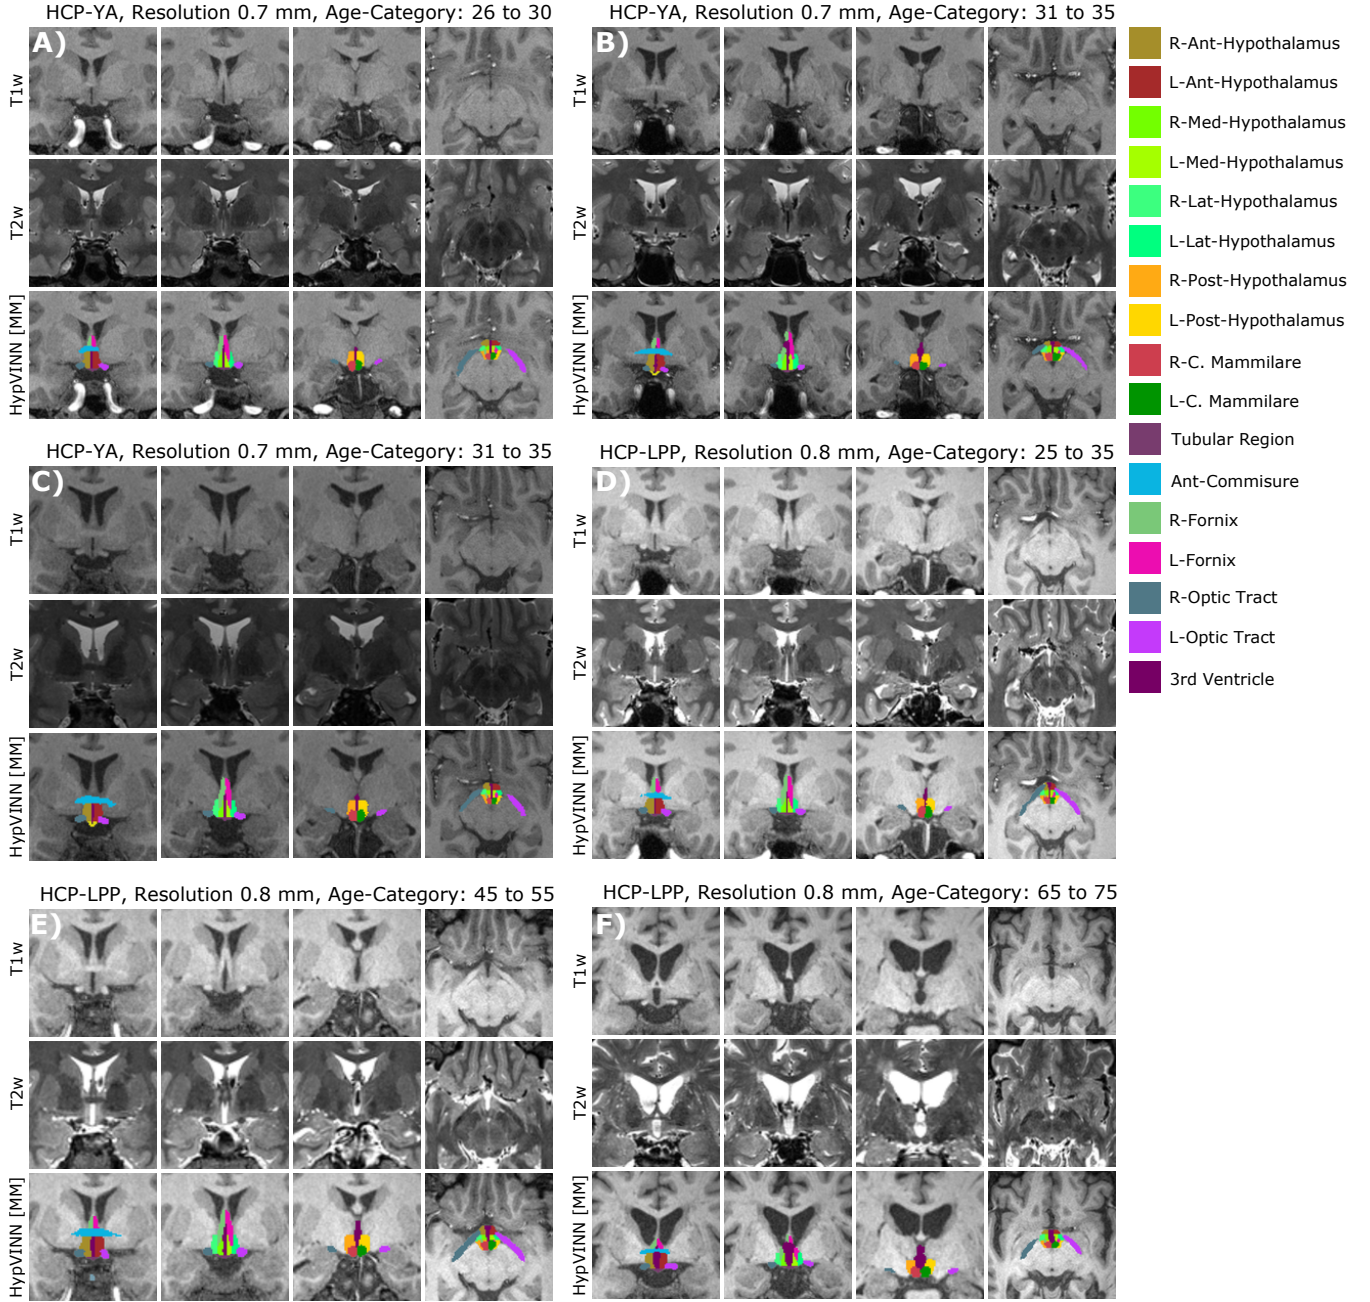 HCP-YA, Resolution 0.7 mm, Age-Category: 26 to 30
A)
T1w
T2w
HypVINN [MM]
HCP-YA, Resolution 0.7 mm, Age-Category: 31 to 35
B)
T1w
T2w
HypVINN [MM]
HCP-YA, Resolution 0.7 mm, Age-Category: 31 to 35
C)
T1w
T2w
HypVINN [MM]
HCP-LPP, Resolution 0.8 mm, Age-Category: 25 to 35
D)
T1w
T2w
HypVINN [MM]
HCP-LPP, Resolution 0.8 mm, Age-Category: 45 to 55
E)
T1w
T2w
HypVINN [MM]
HCP-LPP, Resolution 0.8 mm, Age-Category: 65 to 75
F)
T1w
T2w
HypVINN [MM]
R-Ant-Hypothalamus
L-Ant-Hypothalamus
R-Med-Hypothalamus
L-Med-Hypothalamus
R-Lat-Hypothalamus
L-Lat-Hypothalamus
R-Post-Hypothalamus
L-Post-Hypothalamus
R-C. Mammilare
L-C. Mammilare
Tubular Region
Ant-Commisure
R-Fornix
L-Fornix
R-Optic Tract
L-Optic Tract
3rd Ventricle